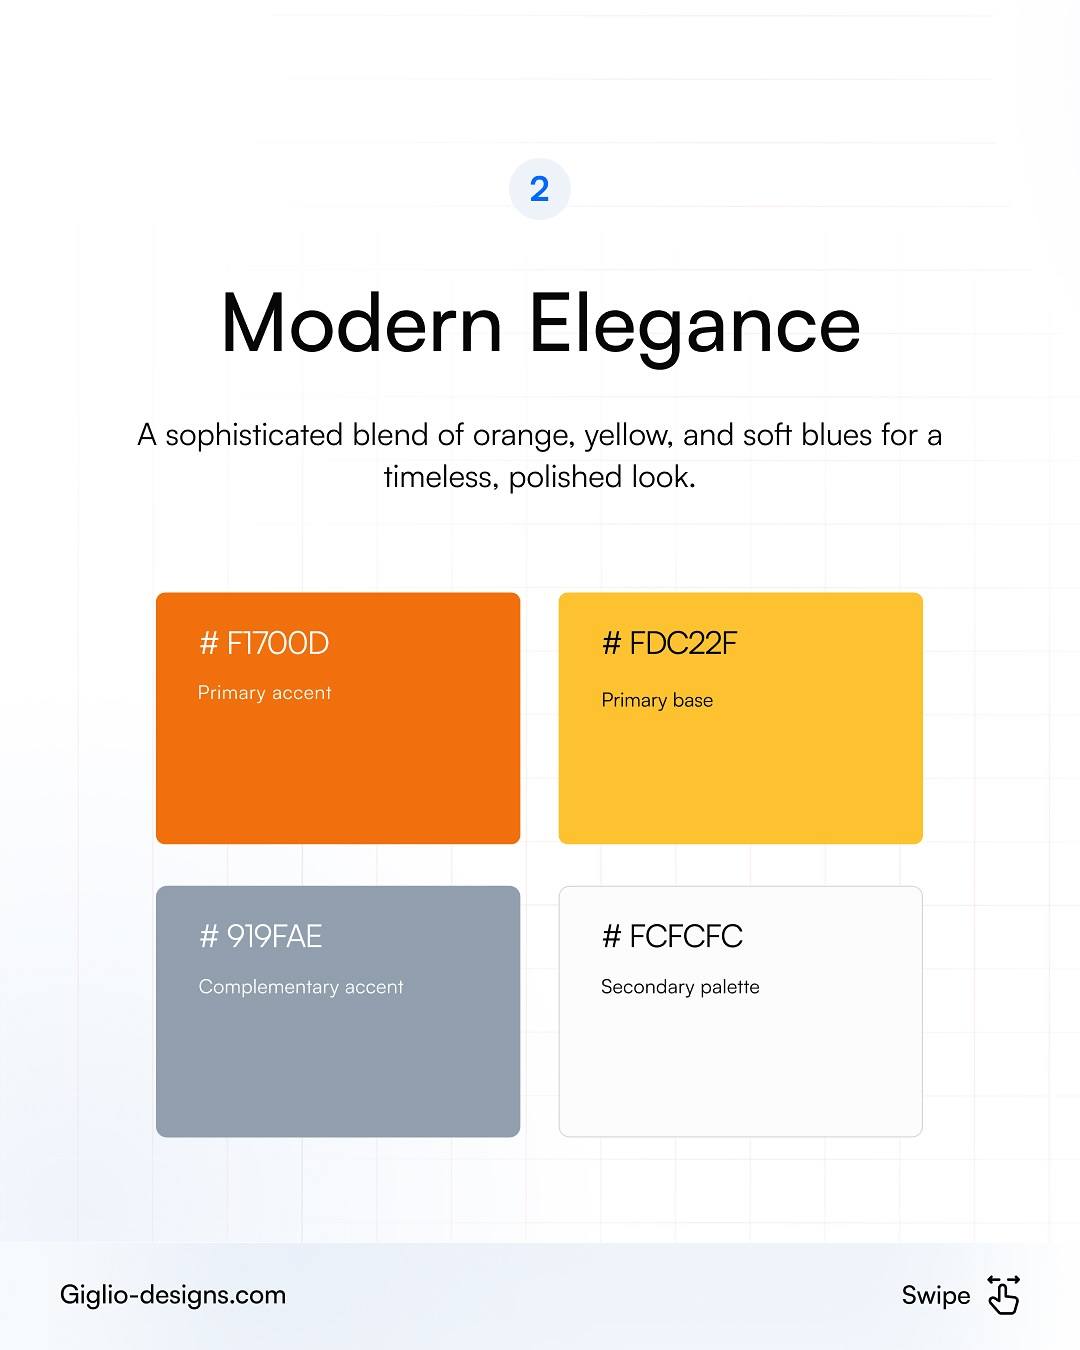 2
Modern Elegance
A sophisticated blend of orange, yellow, and soft blues for a
timeless, polished look.
# F1700D
Primary accent
# FDC22F
Primary base
# 919FAE
Complementary accent
# FCFCFC
Secondary palette
Giglio-designs.com
Swipe